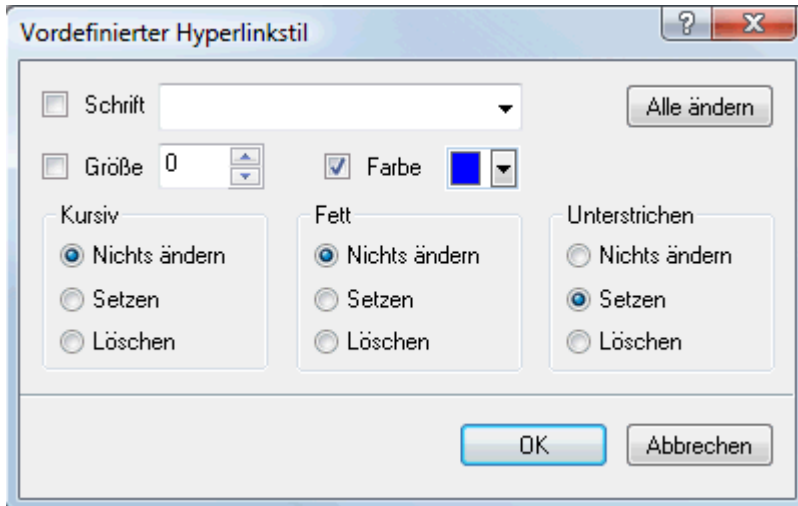 Vordefinierter Hyperlinkstil
Schrift
Alle ändern
Größe 0
Farbe
Kursiv
Nichts ändern
Setzen
Löschen
Fett
Nichts ändern
Setzen
Löschen
Unterstrichen
Nichts ändern
Setzen
Löschen
OK
Abbrechen